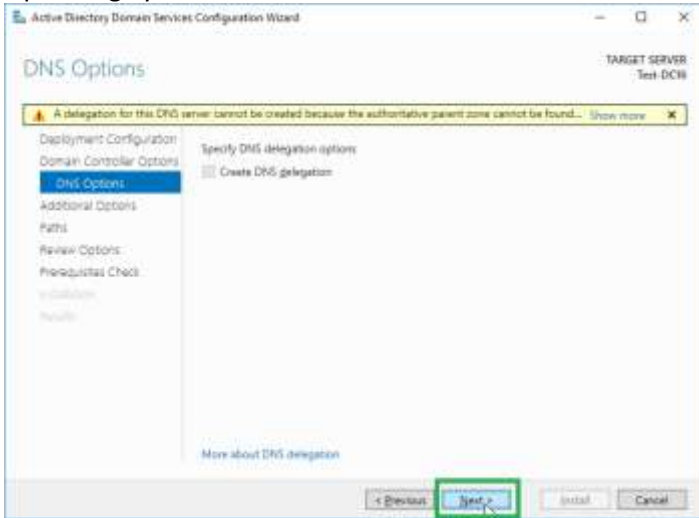 Active Directory Domain Services Configuration Wizard
DNS Options
TARGET SERVER
Test-DC16
A delegation for this DNS server cannot be created because the authoritative parent zone cannot be found... Show more
Deployment Configuration
Domain Controller Options
DNS Options
Additional Options
Paths
Review Options
Prerequisites Check
Installation
Results
Specify DNS delegation options
Create DNS delegation
More about DNS delegation
< Previous
Next >
Install
Cancel